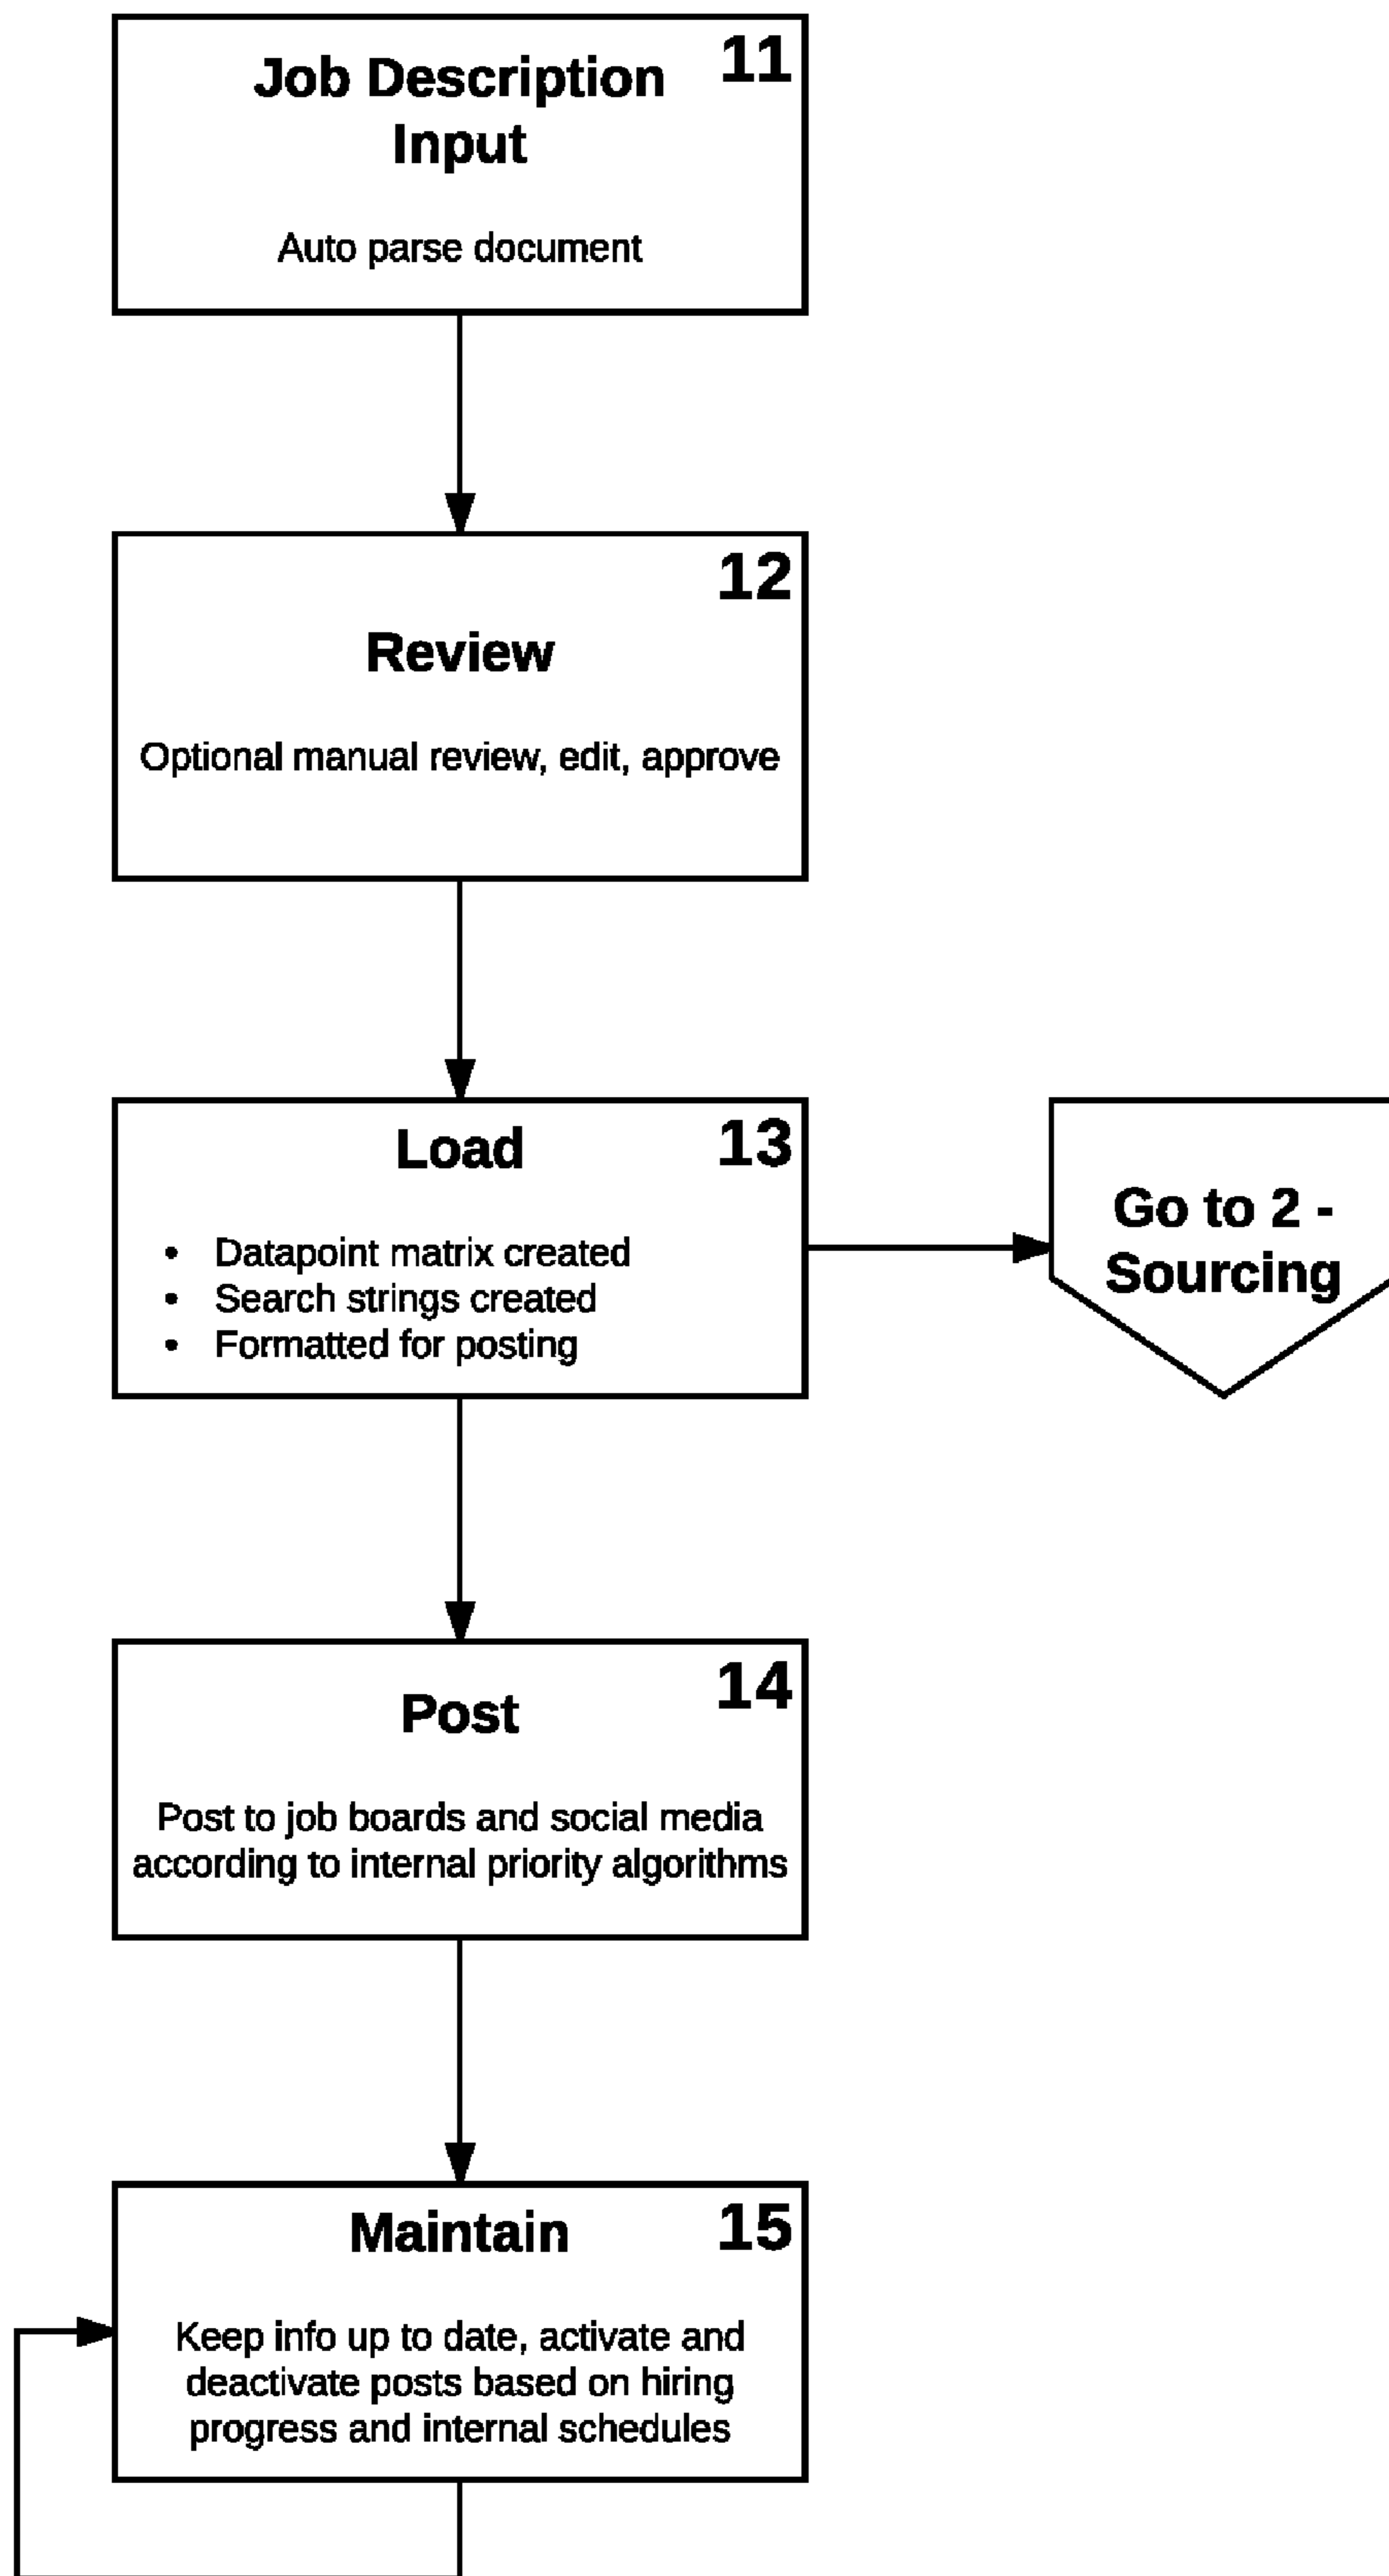 11
Job Description
Input
Auto parse document
12
Review
Optional manual review, edit, approve
13
Load
• Datapoint matrix created
• Search strings created
• Formatted for posting
Go to 2 -
Sourcing
14
Post
Post to job boards and social media
according to internal priority algorithms
15
Maintain
Keep info up to date, activate and
deactivate posts based on hiring
progress and internal schedules